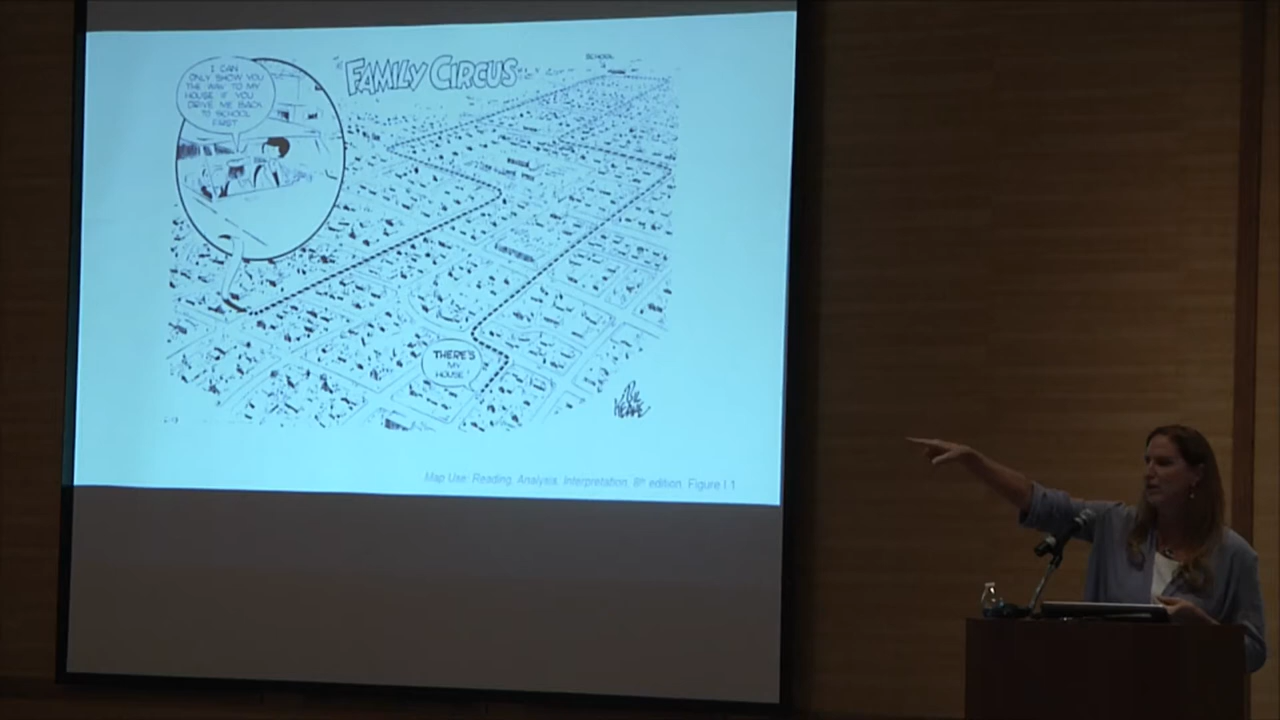 I CAN
ONLY SHOW YOU
THE WAY TO MY
HOUSE IF YOU
DRIVE ME BACK
TO SCHOOL
FIRST
FAMILY CIRCUS
SCHOOL
THERE'S
MY
HOUSE!
Map Use: Reading, Analysis, Interpretation, 8th edition. Figure I.1